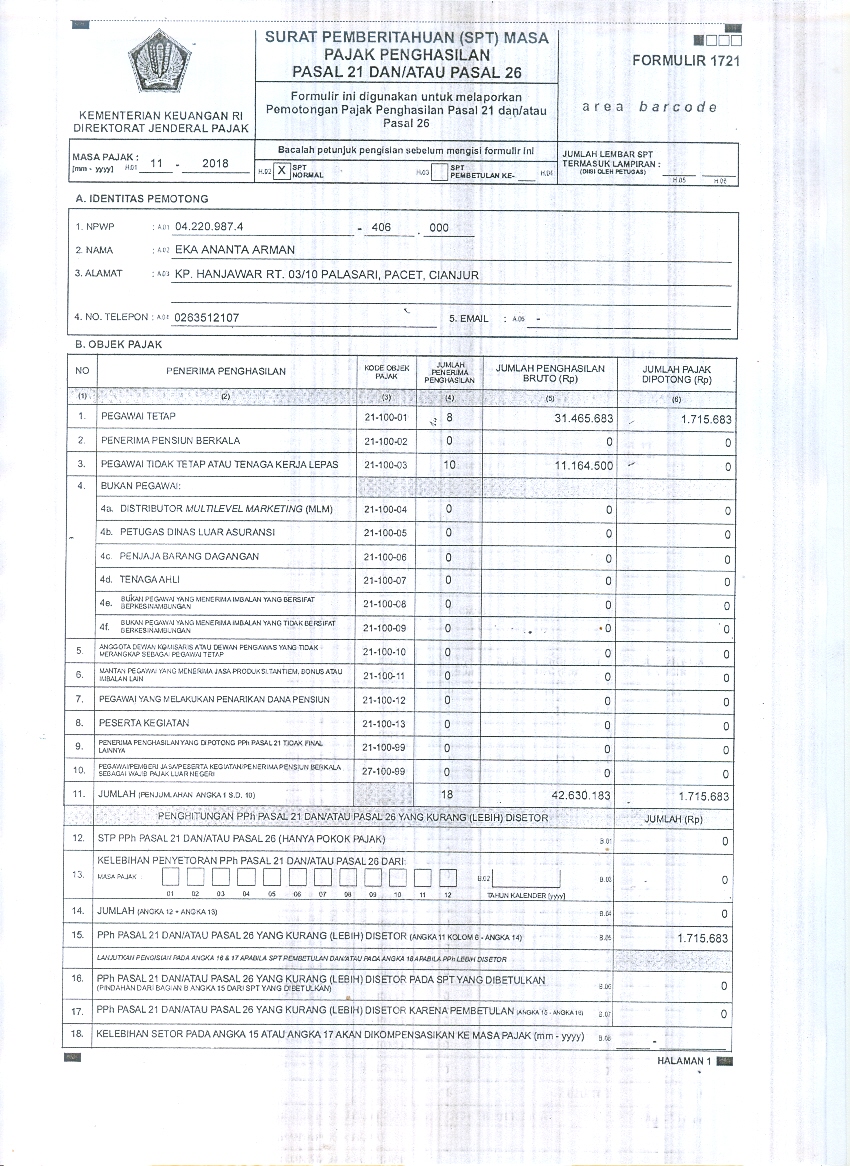 SURAT PEMBERITAHUAN (SPT) MASA
PAJAK PENGHASILAN
PASAL 21 DAN/ATAU PASAL 26
FORMULIR 1721
Formulir ini digunakan untuk melaporkan
Pemotongan Pajak Penghasilan Pasal 21 dan/atau
Pasal 26
area barcode
KEMENTERIAN KEUANGAN RI
DIREKTORAT JENDERAL PAJAK
Bacalah petunjuk pengisian sebelum mengisi formulir ini
MASA PAJAK :
[mm - yyyy] H.01 11 - 2018
H.02 X SPT NORMAL
H.03 SPT PEMBETULAN KE- H.04
JUMLAH LEMBAR SPT
TERMASUK LAMPIRAN :
(DIISI OLEH PETUGAS)
H.05 H.06
A. IDENTITAS PEMOTONG
1. NPWP : A.01 04.220.987.4 - 406 . 000
2. NAMA : A.02 EKA ANANTA ARMAN
3. ALAMAT : A.03 KP. HANJAWAR RT. 03/10 PALASARI, PACET, CIANJUR
4. NO. TELEPON : A.04 0263512107 5. EMAIL : A.05 -
B. OBJEK PAJAK
NO PENERIMA PENGHASILAN KODE OBJEK PAJAK JUMLAH PENERIMA PENGHASILAN JUMLAH PENGHASILAN BRUTO (Rp) JUMLAH PAJAK DIPOTONG (Rp)
(1) (2) (3) (4) (5) (6)
1. PEGAWAI TETAP 21-100-01 8 31.465.683 1.715.683
2. PENERIMA PENSIUN BERKALA 21-100-02 0 0 0
3. PEGAWAI TIDAK TETAP ATAU TENAGA KERJA LEPAS 21-100-03 10 11.164.500 0
4. BUKAN PEGAWAI:
4a. DISTRIBUTOR MULTILEVEL MARKETING (MLM) 21-100-04 0 0 0
4b. PETUGAS DINAS LUAR ASURANSI 21-100-05 0 0 0
4c. PENJAJA BARANG DAGANGAN 21-100-06 0 0 0
4d. TENAGA AHLI 21-100-07 0 0 0
4e. BUKAN PEGAWAI YANG MENERIMA IMBALAN YANG BERSIFAT BERKESINAMBUNGAN 21-100-08 0 0 0
4f. BUKAN PEGAWAI YANG MENERIMA IMBALAN YANG TIDAK BERSIFAT BERKESINAMBUNGAN 21-100-09 0 0 0
5. ANGGOTA DEWAN KOMISARIS ATAU DEWAN PENGAWAS YANG TIDAK MERANGKAP SEBAGAI PEGAWAI TETAP 21-100-10 0 0 0
6. MANTAN PEGAWAI YANG MENERIMA JASA PRODUKSI, TANTIEM, BONUS ATAU IMBALAN LAIN 21-100-11 0 0 0
7. PEGAWAI YANG MELAKUKAN PENARIKAN DANA PENSIUN 21-100-12 0 0 0
8. PESERTA KEGIATAN 21-100-13 0 0 0
9. PENERIMA PENGHASILAN YANG DIPOTONG PPh PASAL 21 TIDAK FINAL LAINNYA 21-100-99 0 0 0
10. PEGAWAI/PEMBERI JASA/PESERTA KEGIATAN/PENERIMA PENSIUN BERKALA SEBAGAI WAJIB PAJAK LUAR NEGERI 27-100-99 0 0 0
11. JUMLAH (PENJUMLAHAN ANGKA 1 S.D. 10) 18 42.630.183 1.715.683
PENGHITUNGAN PPh PASAL 21 DAN/ATAU PASAL 26 YANG KURANG (LEBIH) DISETOR JUMLAH (Rp)
12. STP PPh PASAL 21 DAN/ATAU PASAL 26 (HANYA POKOK PAJAK) B.01 0
13. KELEBIHAN PENYETORAN PPh PASAL 21 DAN/ATAU PASAL 26 DARI:
MASA PAJAK B.02 B.03 0
01 02 03 04 05 06 07 08 09 10 11 12 TAHUN KALENDER [yyyy]
14. JUMLAH (ANGKA 12 + ANGKA 13) B.04 0
15. PPh PASAL 21 DAN/ATAU PASAL 26 YANG KURANG (LEBIH) DISETOR (ANGKA 11 KOLOM 6 - ANGKA 14) B.05 1.715.683
LANJUTKAN PENGISIAN PADA ANGKA 16 & 17 APABILA SPT PEMBETULAN DAN/ATAU PADA ANGKA 18 APABILA PPh LEBIH DISETOR
16. PPh PASAL 21 DAN/ATAU PASAL 26 YANG KURANG (LEBIH) DISETOR PADA SPT YANG DIBETULKAN
(PINDAHAN DARI BAGIAN B ANGKA 15 DARI SPT YANG DIBETULKAN) B.06 0
17. PPh PASAL 21 DAN/ATAU PASAL 26 YANG KURANG (LEBIH) DISETOR KARENA PEMBETULAN (ANGKA 15 - ANGKA 16) B.07 0
18. KELEBIHAN SETOR PADA ANGKA 15 ATAU ANGKA 17 AKAN DIKOMPENSASIKAN KE MASA PAJAK (mm - yyyy) B.08 -
HALAMAN 1